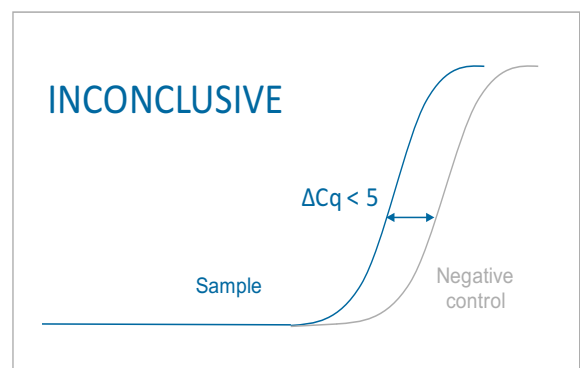 INCONCLUSIVE
ΔCq < 5
Sample
Negative
control